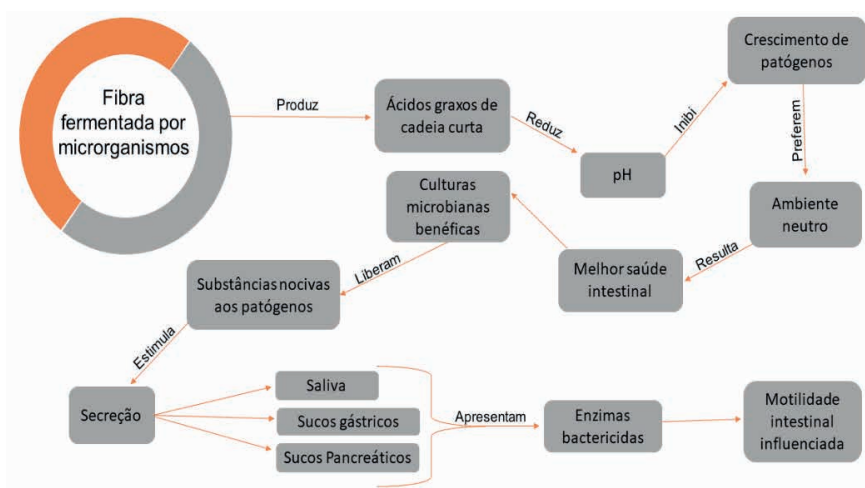 Fibra
fermentada por
microrganismos
Produz
Ácidos graxos de
cadeia curta
Reduz
pH
Inibi
Crescimento de
patógenos
Preferem
Ambiente
neutro
Resulta
Melhor saúde
intestinal
Culturas
microbianas
benéficas
Liberam
Substâncias nocivas
aos patógenos
Estimula
Secreção
Saliva
Sucos gástricos
Sucos Pancreáticos
Apresentam
Enzimas
bactericidas
Motilidade
intestinal
influenciada